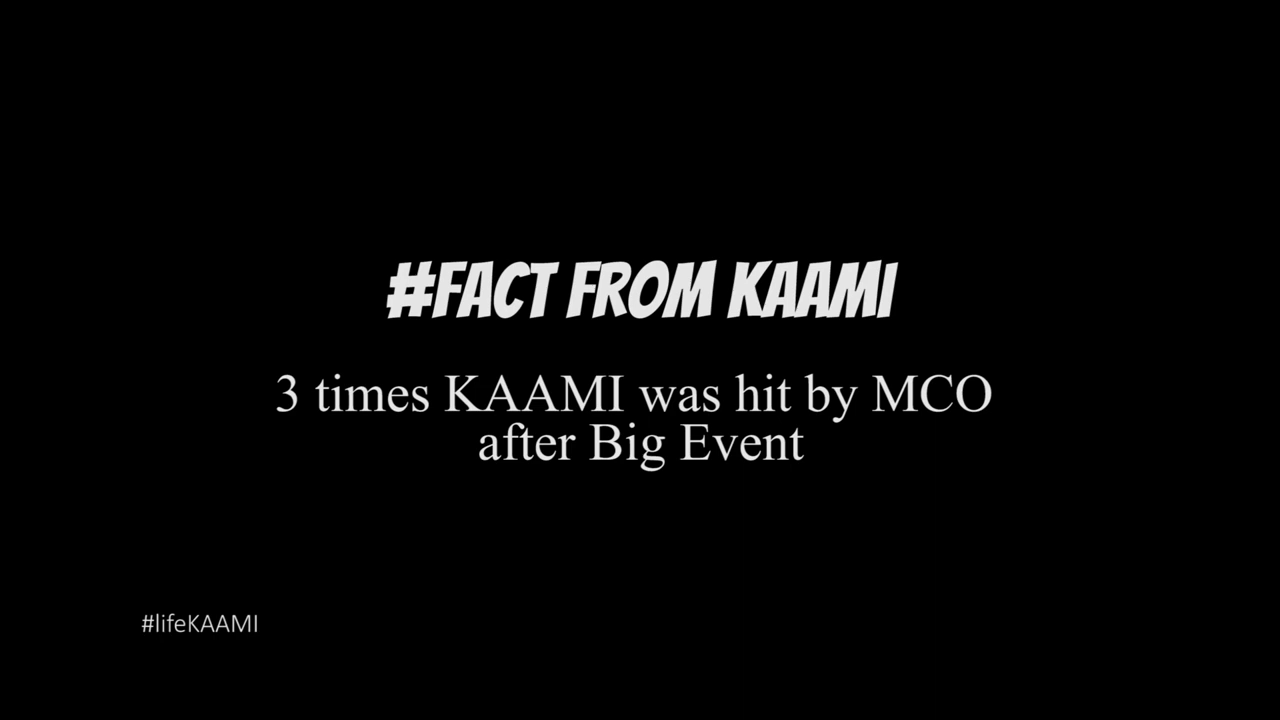 #FACT FROM KAAMI
3 times KAAMI was hit by MCO
after Big Event
#lifeKAAMI